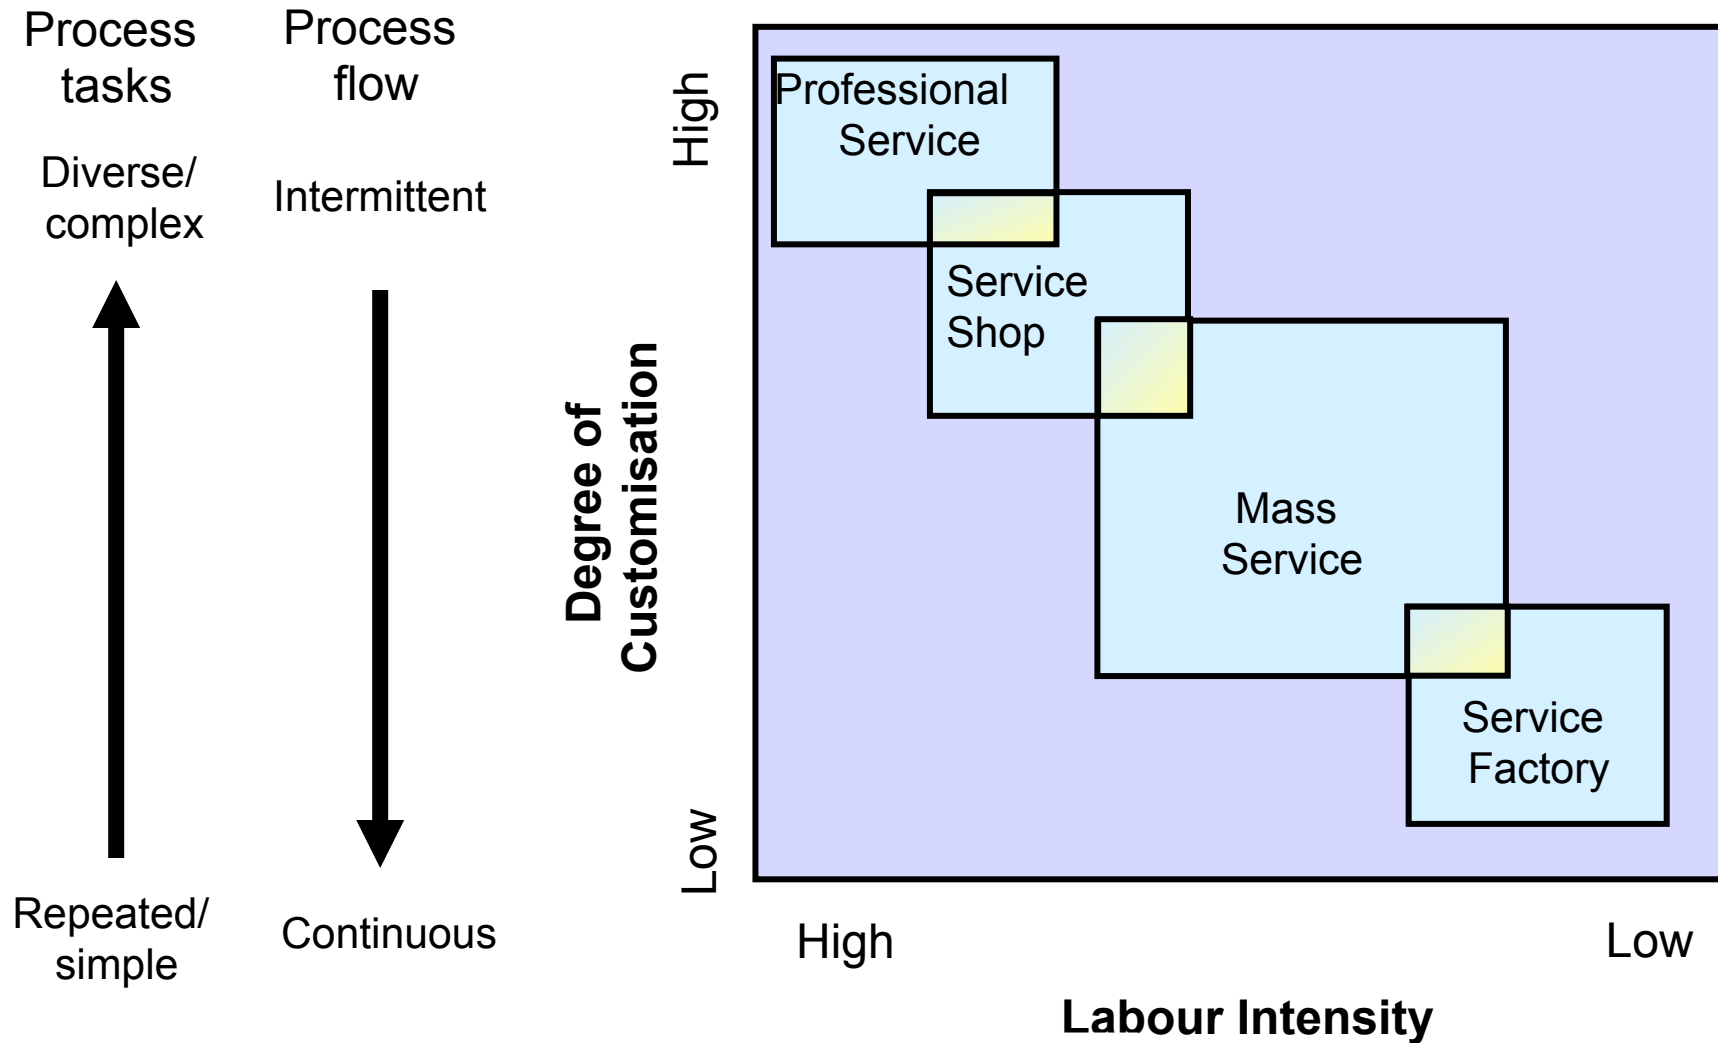 Process
tasks
Process
flow
Diverse/
complex
Intermittent
Repeated/
simple
Continuous
Degree of
Customisation
High
Low
Professional
Service
Service
Shop
Mass
Service
Service
Factory
High
Low
Labour Intensity